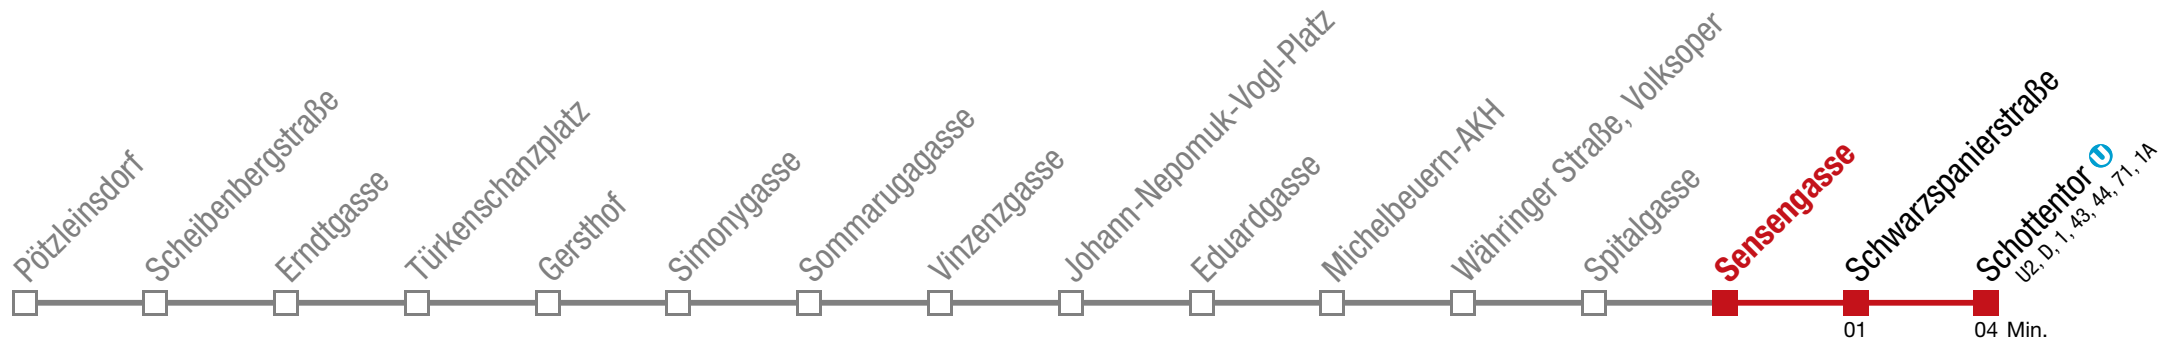 Pötzleinsdorf
Scheibenbergstraße
Erndtgasse
Türkenschanzplatz
Gersthof
Simonygasse
Sommarugagasse
Vinzenzgasse
Johann-Nepomuk-Vogl-Platz
Eduardgasse
Michelbeuern-AKH
Währinger Straße, Volksoper
Spitalgasse
Sensengasse
Schwarzspanierstraße
Schottentor U
U2, D, 1, 43, 44, 71, 1A
01
04 Min.